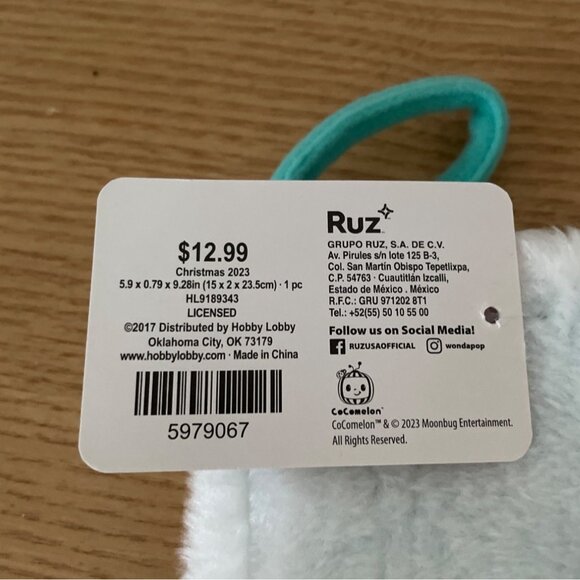 $12.99
Christmas 2023
5.9 x 0.79 x 9.28in (15 x 2 x 23.5cm) · 1 pc
HL9189343
LICENSED
©2017 Distributed by Hobby Lobby
Oklahoma City, OK 73179
www.hobbylobby.com · Made in China
5979067
Ruz
GRUPO RUZ, S.A. DE C.V.
Av. Pirules s/n lote 125 B-3,
Col. San Martín Obispo Tepetlixpa,
C.P. 54763 · Cuautitlán Izcalli,
Estado de México . México
R.F.C.: GRU 971202 8T1
Tel.: +52(55) 50 10 55 00
Follow us on Social Media!
RUZUSAOFFICIAL wondapop
CoComelon
CoComelon™ & © 2023 Moonbug Entertainment.
All Rights Reserved.